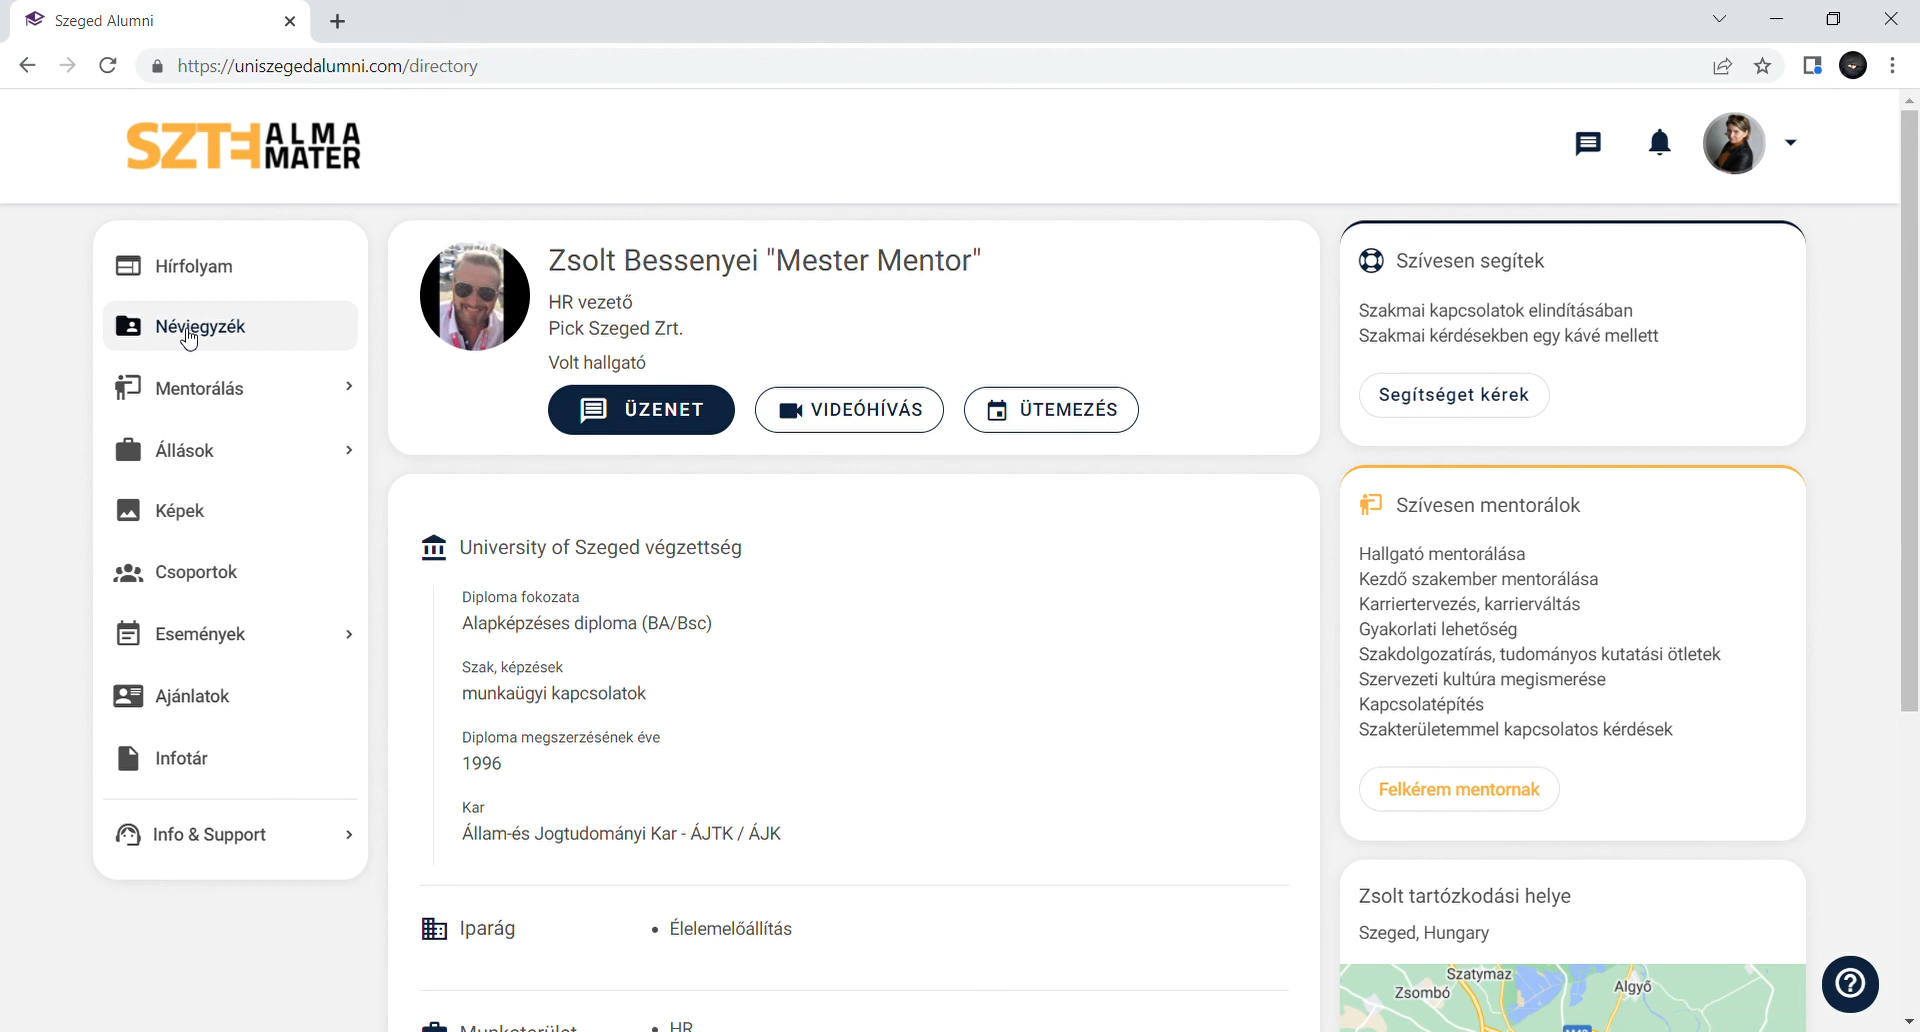 Szeged Alumni
https://uniszegedalumni.com/directory
SZTE ALMA
MATER
Hírfolyam
Névjegyzék
Mentorálás
Állások
Képek
Csoportok
Események
Ajánlatok
Infotár
Info & Support
Zsolt Bessenyei "Mester Mentor"
HR vezető
Pick Szeged Zrt.
Volt hallgató
ÜZENET
VIDEÓHÍVÁS
ÜTEMEZÉS
University of Szeged végzettség
Diploma fokozata
Alapképzéses diploma (BA/Bsc)
Szak, képzések
munkaügyi kapcsolatok
Diploma megszerzésének éve
1996
Kar
Állam-és Jogtudományi Kar - ÁJTK / ÁJK
Iparág
• Élelemelőállítás
Munkaterület
• HR
Szívesen segítek
Szakmai kapcsolatok elindításában
Szakmai kérdésekben egy kávé mellett
Segítséget kérek
Szívesen mentorálok
Hallgató mentorálása
Kezdő szakember mentorálása
Karriertervezés, karrierváltás
Gyakorlati lehetőség
Szakdolgozatírás, tudományos kutatási ötletek
Szervezeti kultúra megismerése
Kapcsolatépítés
Szakterületemmel kapcsolatos kérdések
Felkérem mentornak
Zsolt tartózkodási helye
Szeged, Hungary
Szatymaz
Zsombó
Algyő
M43